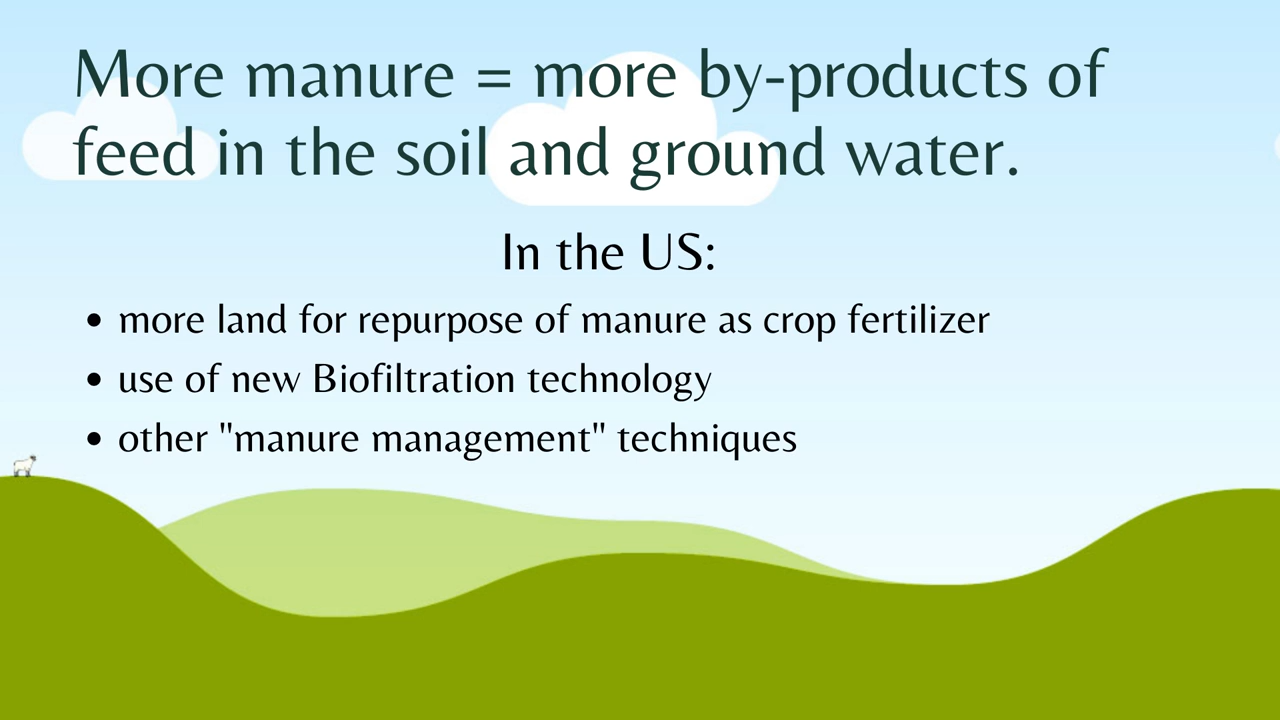 More manure = more by-products of
feed in the soil and ground water.
In the US:
• more land for repurpose of manure as crop fertilizer
• use of new Biofiltration technology
• other "manure management" techniques